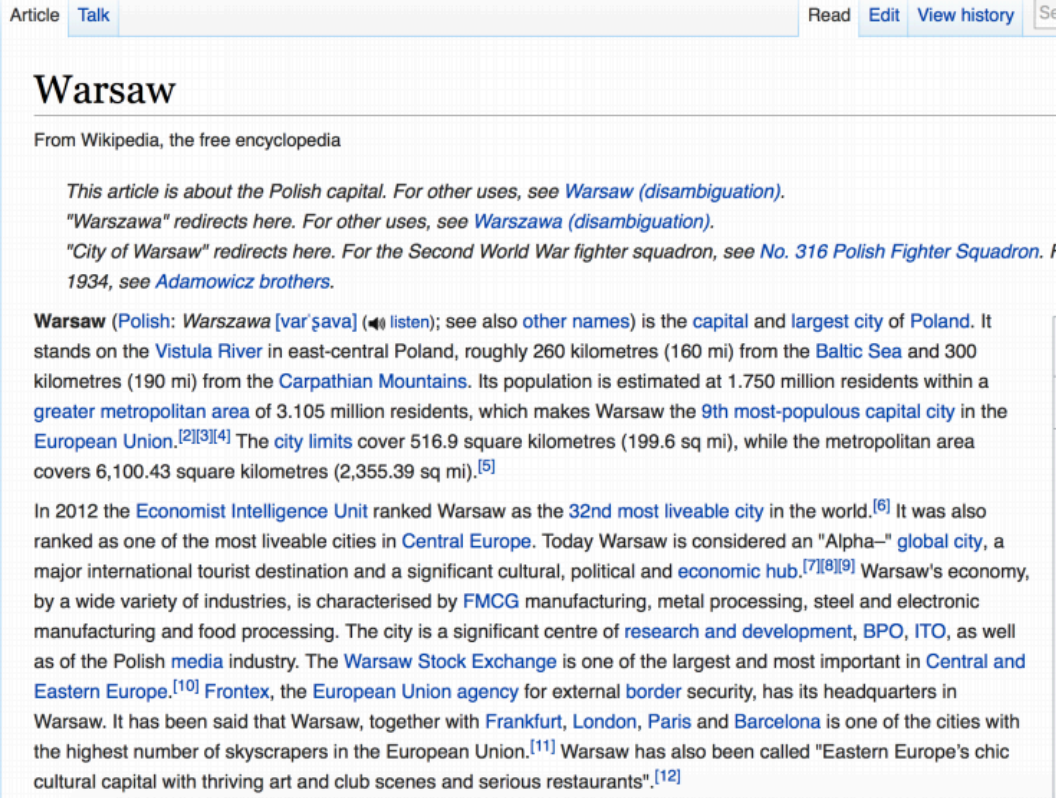 Article Talk Read Edit View history Se
Warsaw
From Wikipedia, the free encyclopedia
This article is about the Polish capital. For other uses, see Warsaw (disambiguation).
"Warszawa" redirects here. For other uses, see Warszawa (disambiguation).
"City of Warsaw" redirects here. For the Second World War fighter squadron, see No. 316 Polish Fighter Squadron. F
1934, see Adamowicz brothers.
Warsaw (Polish: Warszawa [varˈʂava] (listen); see also other names) is the capital and largest city of Poland. It
stands on the Vistula River in east-central Poland, roughly 260 kilometres (160 mi) from the Baltic Sea and 300
kilometres (190 mi) from the Carpathian Mountains. Its population is estimated at 1.750 million residents within a
greater metropolitan area of 3.105 million residents, which makes Warsaw the 9th most-populous capital city in the
European Union.[2][3][4] The city limits cover 516.9 square kilometres (199.6 sq mi), while the metropolitan area
covers 6,100.43 square kilometres (2,355.39 sq mi).[5]
In 2012 the Economist Intelligence Unit ranked Warsaw as the 32nd most liveable city in the world.[6] It was also
ranked as one of the most liveable cities in Central Europe. Today Warsaw is considered an "Alpha–" global city, a
major international tourist destination and a significant cultural, political and economic hub.[7][8][9] Warsaw's economy,
by a wide variety of industries, is characterised by FMCG manufacturing, metal processing, steel and electronic
manufacturing and food processing. The city is a significant centre of research and development, BPO, ITO, as well
as of the Polish media industry. The Warsaw Stock Exchange is one of the largest and most important in Central and
Eastern Europe.[10] Frontex, the European Union agency for external border security, has its headquarters in
Warsaw. It has been said that Warsaw, together with Frankfurt, London, Paris and Barcelona is one of the cities with
the highest number of skyscrapers in the European Union.[11] Warsaw has also been called "Eastern Europe's chic
cultural capital with thriving art and club scenes and serious restaurants".[12]